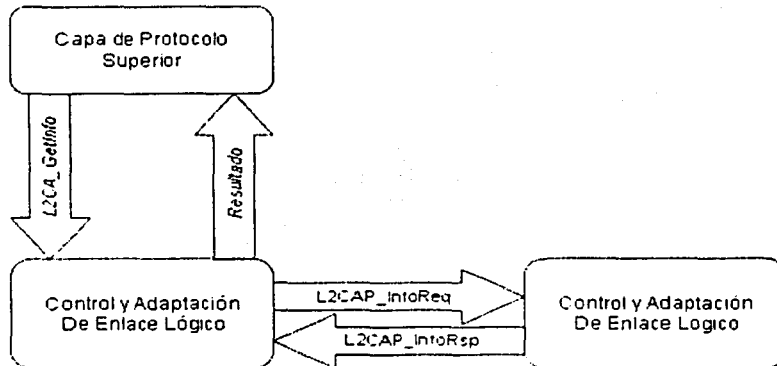 Capa de Protocolo
Superior
L2CA_GetInfo
Resultado
Control y Adaptación
De Enlace Lógico
L2CAP_InfoReq
L2CAP_InfoRsp
Control y Adaptación
De Enlace Logico